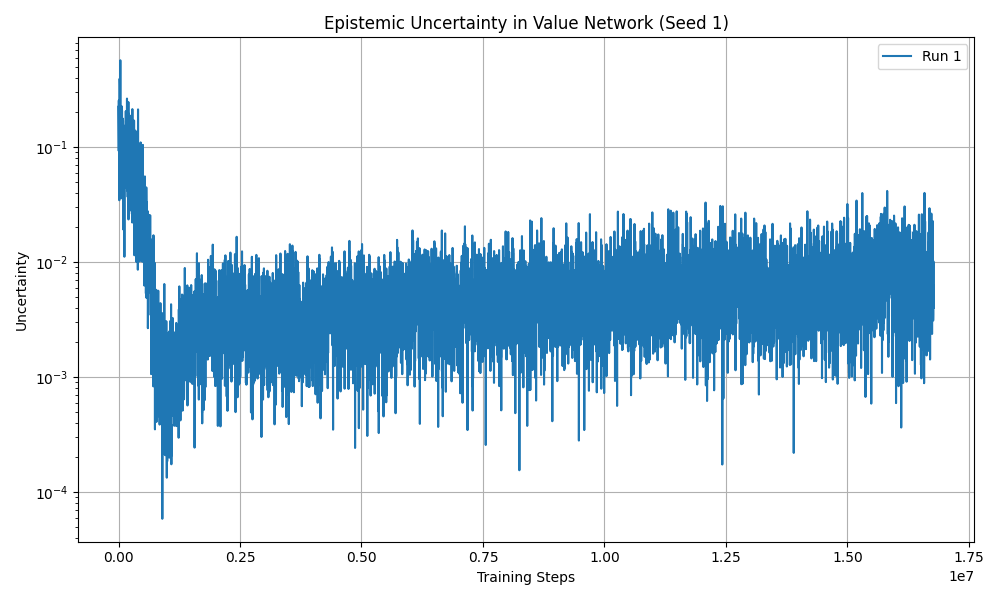 Epistemic Uncertainty in Value Network (Seed 1)
Run 1
Uncertainty
10⁻¹
10⁻²
10⁻³
10⁻⁴
0.00 0.25 0.50 0.75 1.00 1.25 1.50 1.75
1e7
Training Steps